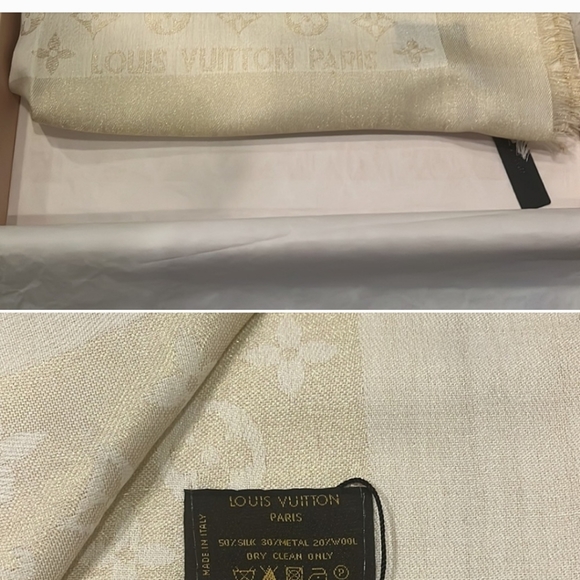 LOUIS VUITTON PARIS
LOUIS VUITTON
PARIS
MADE IN ITALY
50%SILK 30%METAL 20%WOOL
DRY CLEAN ONLY
P